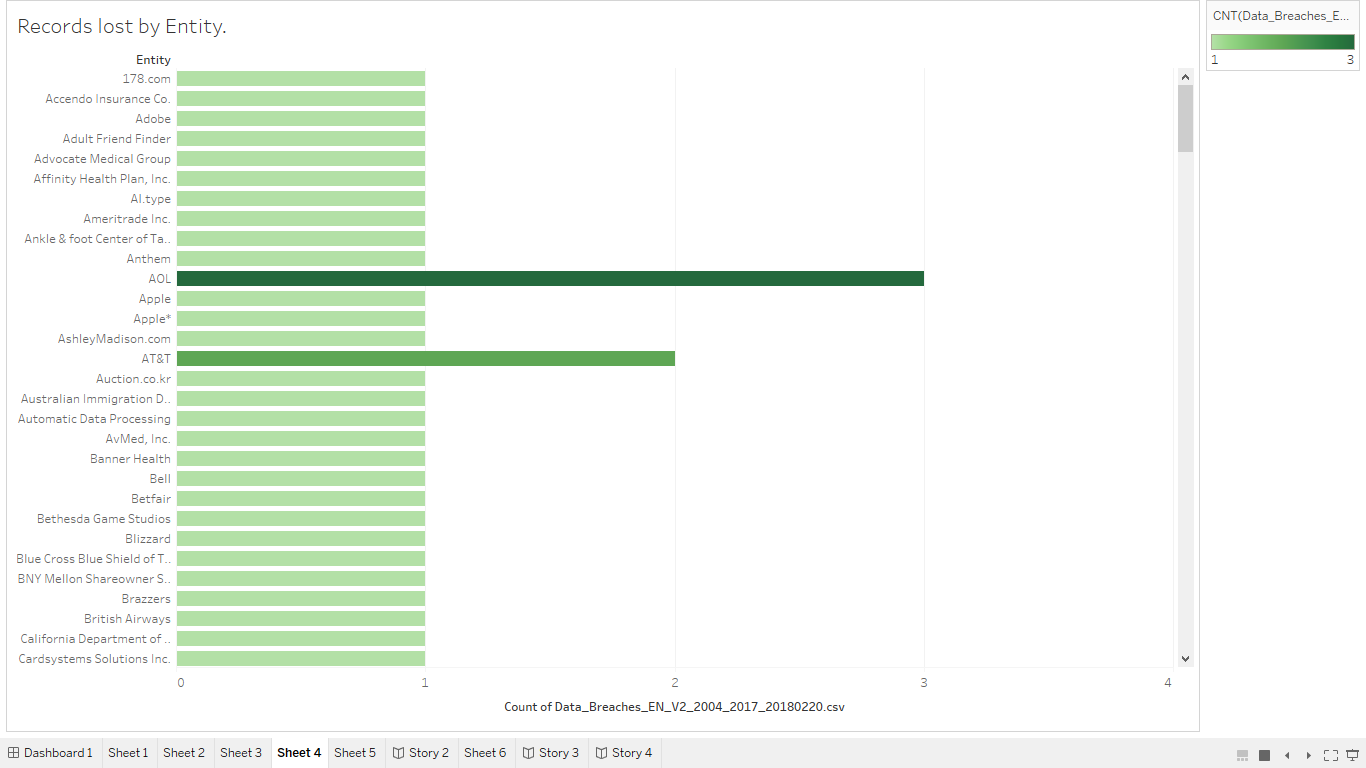 Records lost by Entity.
CNT(Data_Breaches_E...
1 3
Entity
178.com
Accendo Insurance Co.
Adobe
Adult Friend Finder
Advocate Medical Group
Affinity Health Plan, Inc.
AI.type
Ameritrade Inc.
Ankle & foot Center of Ta..
Anthem
AOL
Apple
Apple*
AshleyMadison.com
AT&T
Auction.co.kr
Australian Immigration D..
Automatic Data Processing
AvMed, Inc.
Banner Health
Bell
Betfair
Bethesda Game Studios
Blizzard
Blue Cross Blue Shield of T..
BNY Mellon Shareowner S..
Brazzers
British Airways
California Department of ..
Cardsystems Solutions Inc.
0 1 2 3 4
Count of Data_Breaches_EN_V2_2004_2017_20180220.csv
Dashboard 1 Sheet 1 Sheet 2 Sheet 3 Sheet 4 Sheet 5 Story 2 Sheet 6 Story 3 Story 4